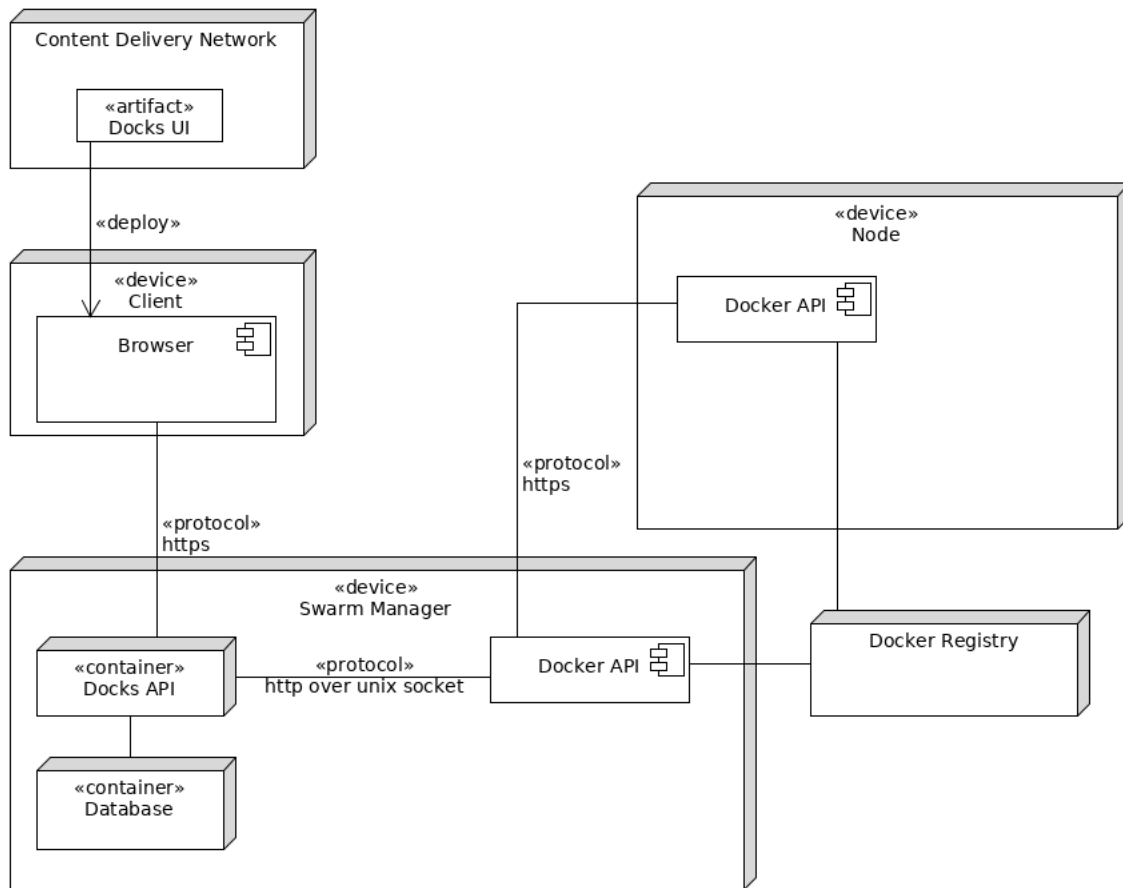 Content Delivery Network
«artifact»
Docks UI
«deploy»
«device»
Client
Browser
«device»
Node
Docker API
«protocol»
https
«protocol»
https
«device»
Swarm Manager
«container»
Docks API
«protocol»
http over unix socket
Docker API
Docker Registry
«container»
Database